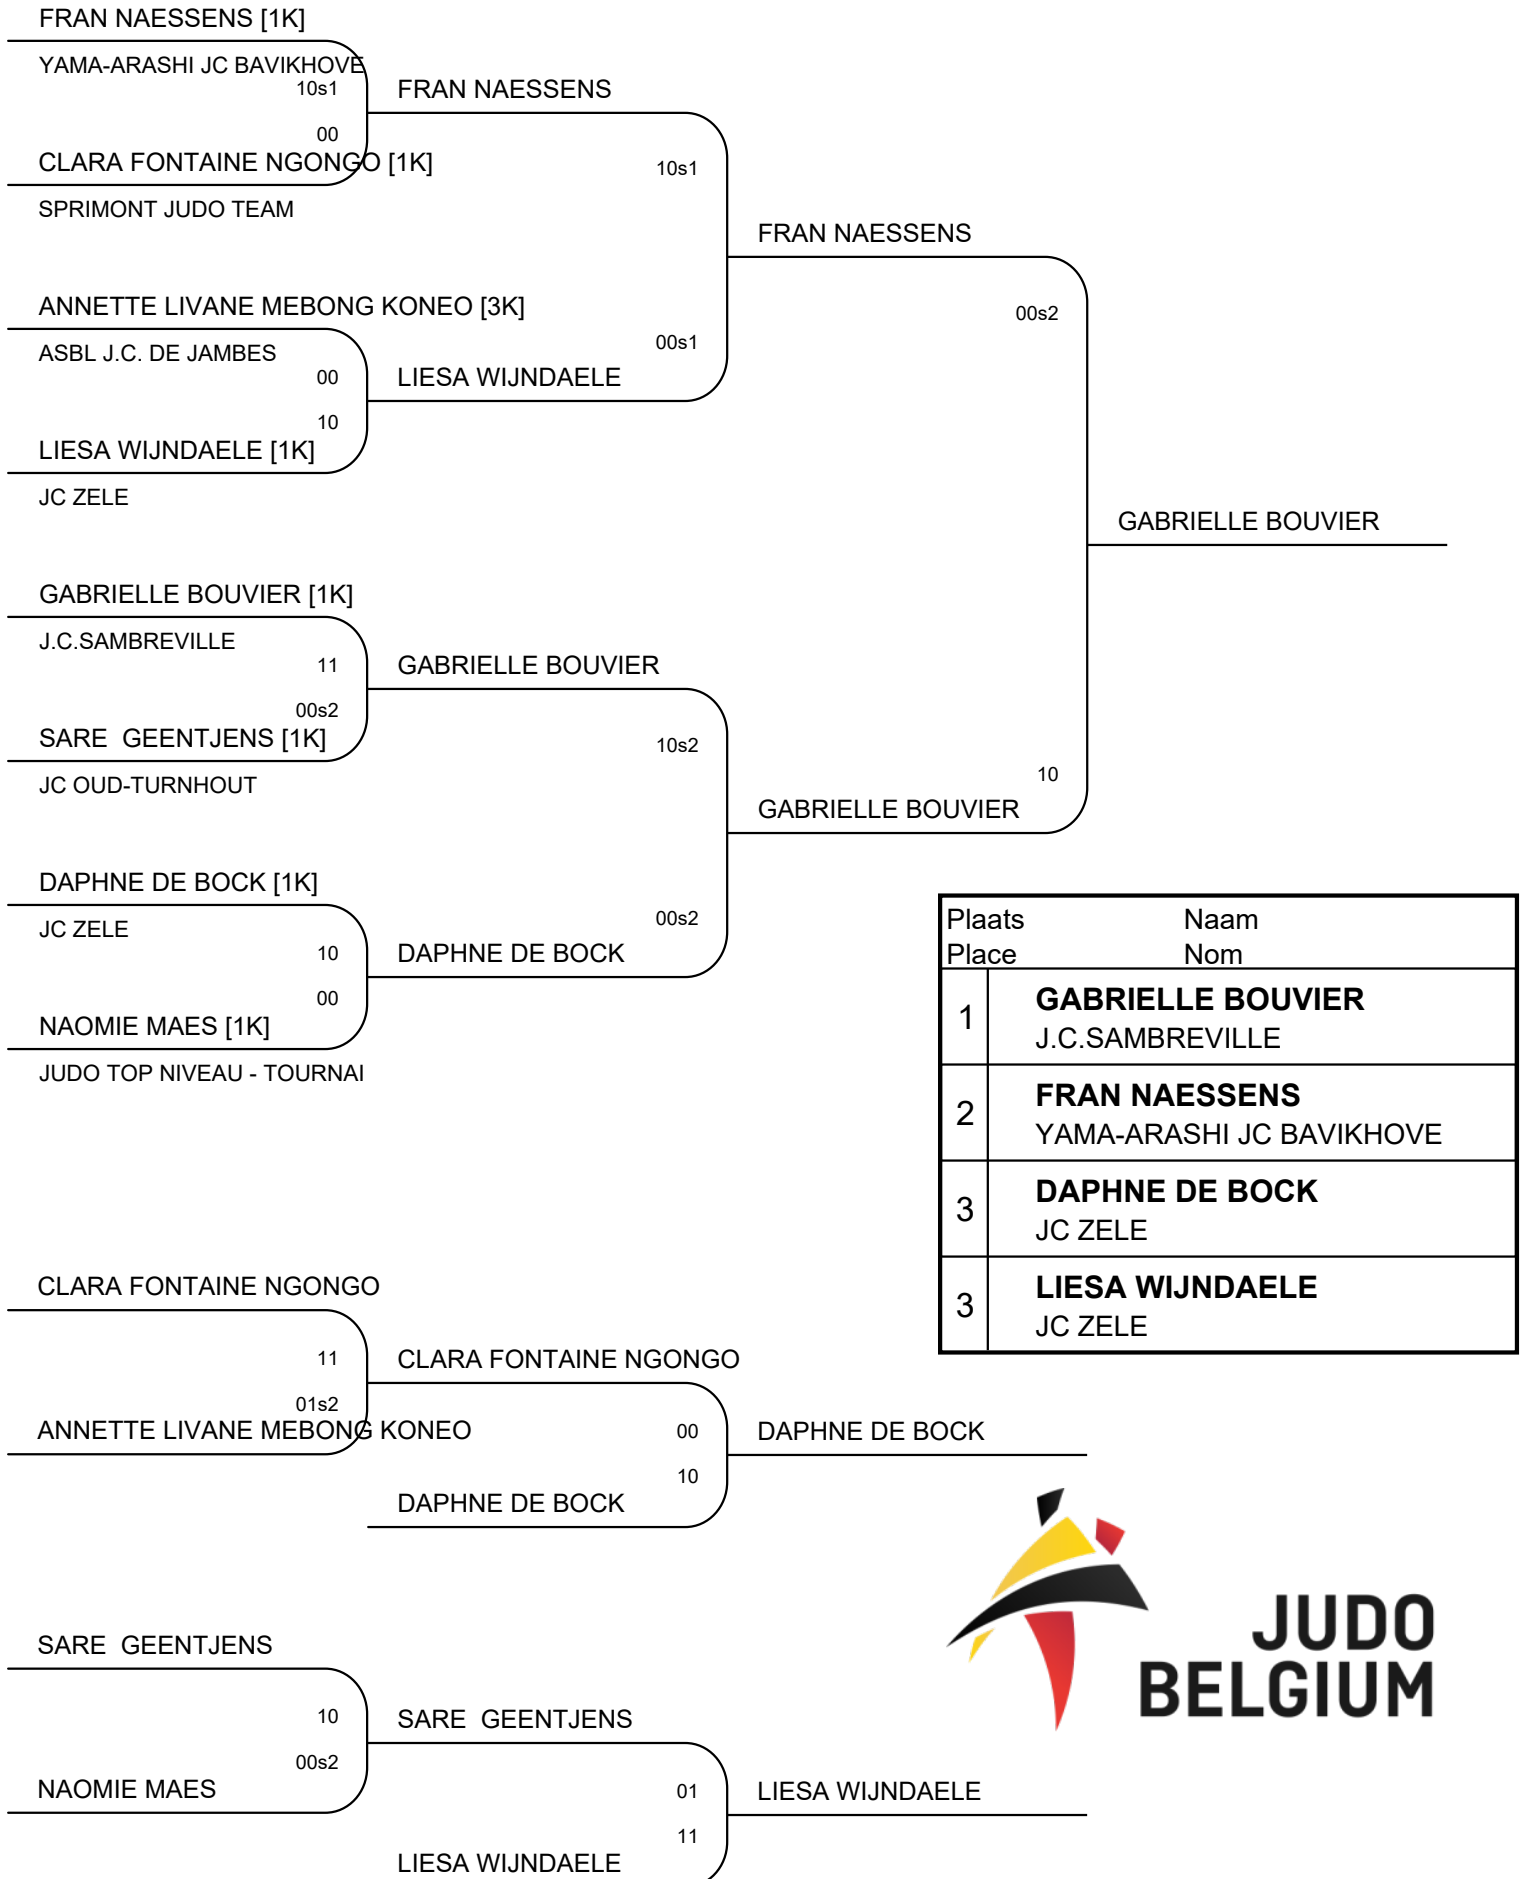 FRAN NAESSENS [1K]
YAMA-ARASHI JC BAVIKHOVE
10s1
FRAN NAESSENS
00
CLARA FONTAINE NGONGO [1K]
10s1
SPRIMONT JUDO TEAM
FRAN NAESSENS
ANNETTE LIVANE MEBONG KONEO [3K]
00s2
00s1
ASBL J.C. DE JAMBES
00
LIESA WIJNDAELE
10
LIESA WIJNDAELE [1K]
JC ZELE
GABRIELLE BOUVIER
GABRIELLE BOUVIER [1K]
J.C.SAMBREVILLE
11
GABRIELLE BOUVIER
00s2
SARE  GEENTJENS [1K]
10s2
JC OUD-TURNHOUT
10
GABRIELLE BOUVIER
DAPHNE DE BOCK [1K]
00s2
JC ZELE
10
DAPHNE DE BOCK
00
NAOMIE MAES [1K]
JUDO TOP NIVEAU - TOURNAI
Plaats Naam
Place Nom
1 GABRIELLE BOUVIER
J.C.SAMBREVILLE
2 FRAN NAESSENS
YAMA-ARASHI JC BAVIKHOVE
3 DAPHNE DE BOCK
JC ZELE
3 LIESA WIJNDAELE
JC ZELE
CLARA FONTAINE NGONGO
11
CLARA FONTAINE NGONGO
01s2
ANNETTE LIVANE MEBONG KONEO
00
DAPHNE DE BOCK
10
DAPHNE DE BOCK
SARE  GEENTJENS
10
SARE  GEENTJENS
00s2
NAOMIE MAES
01
LIESA WIJNDAELE
11
LIESA WIJNDAELE
JUDO
BELGIUM